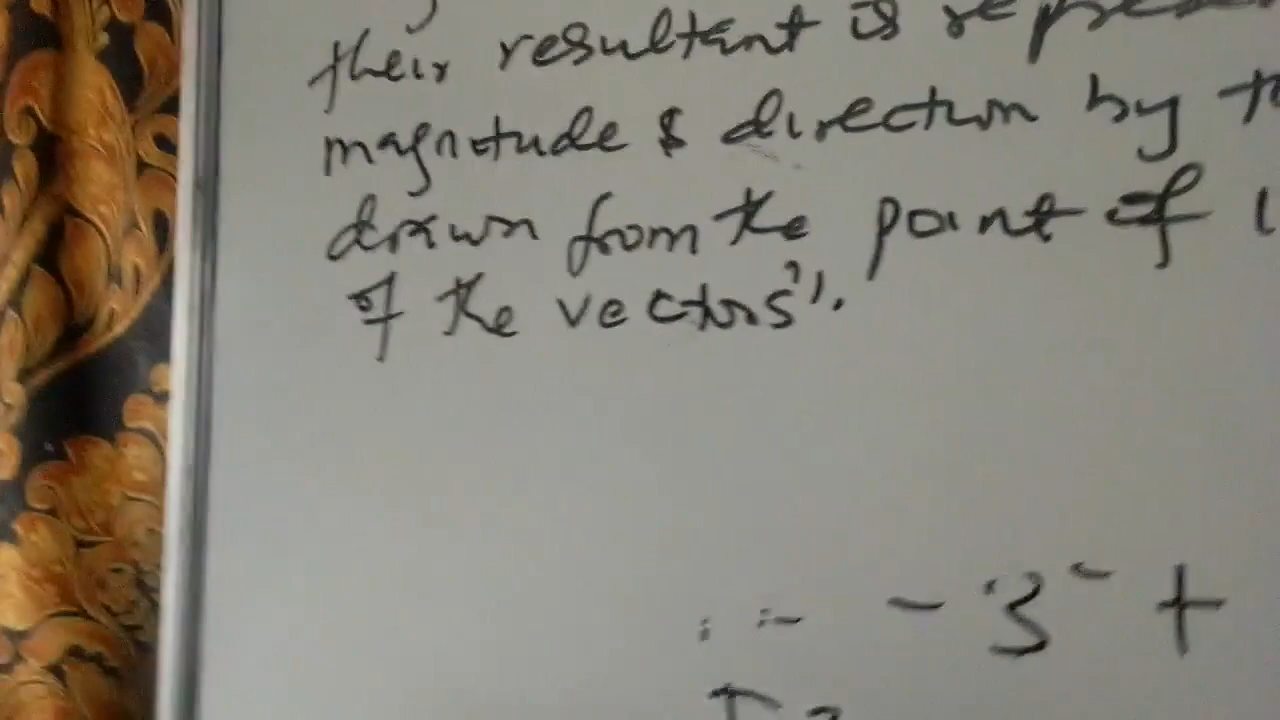 their resultant is
magnitude & direction by
drawn from the point of
of the vectors".
- 3 +